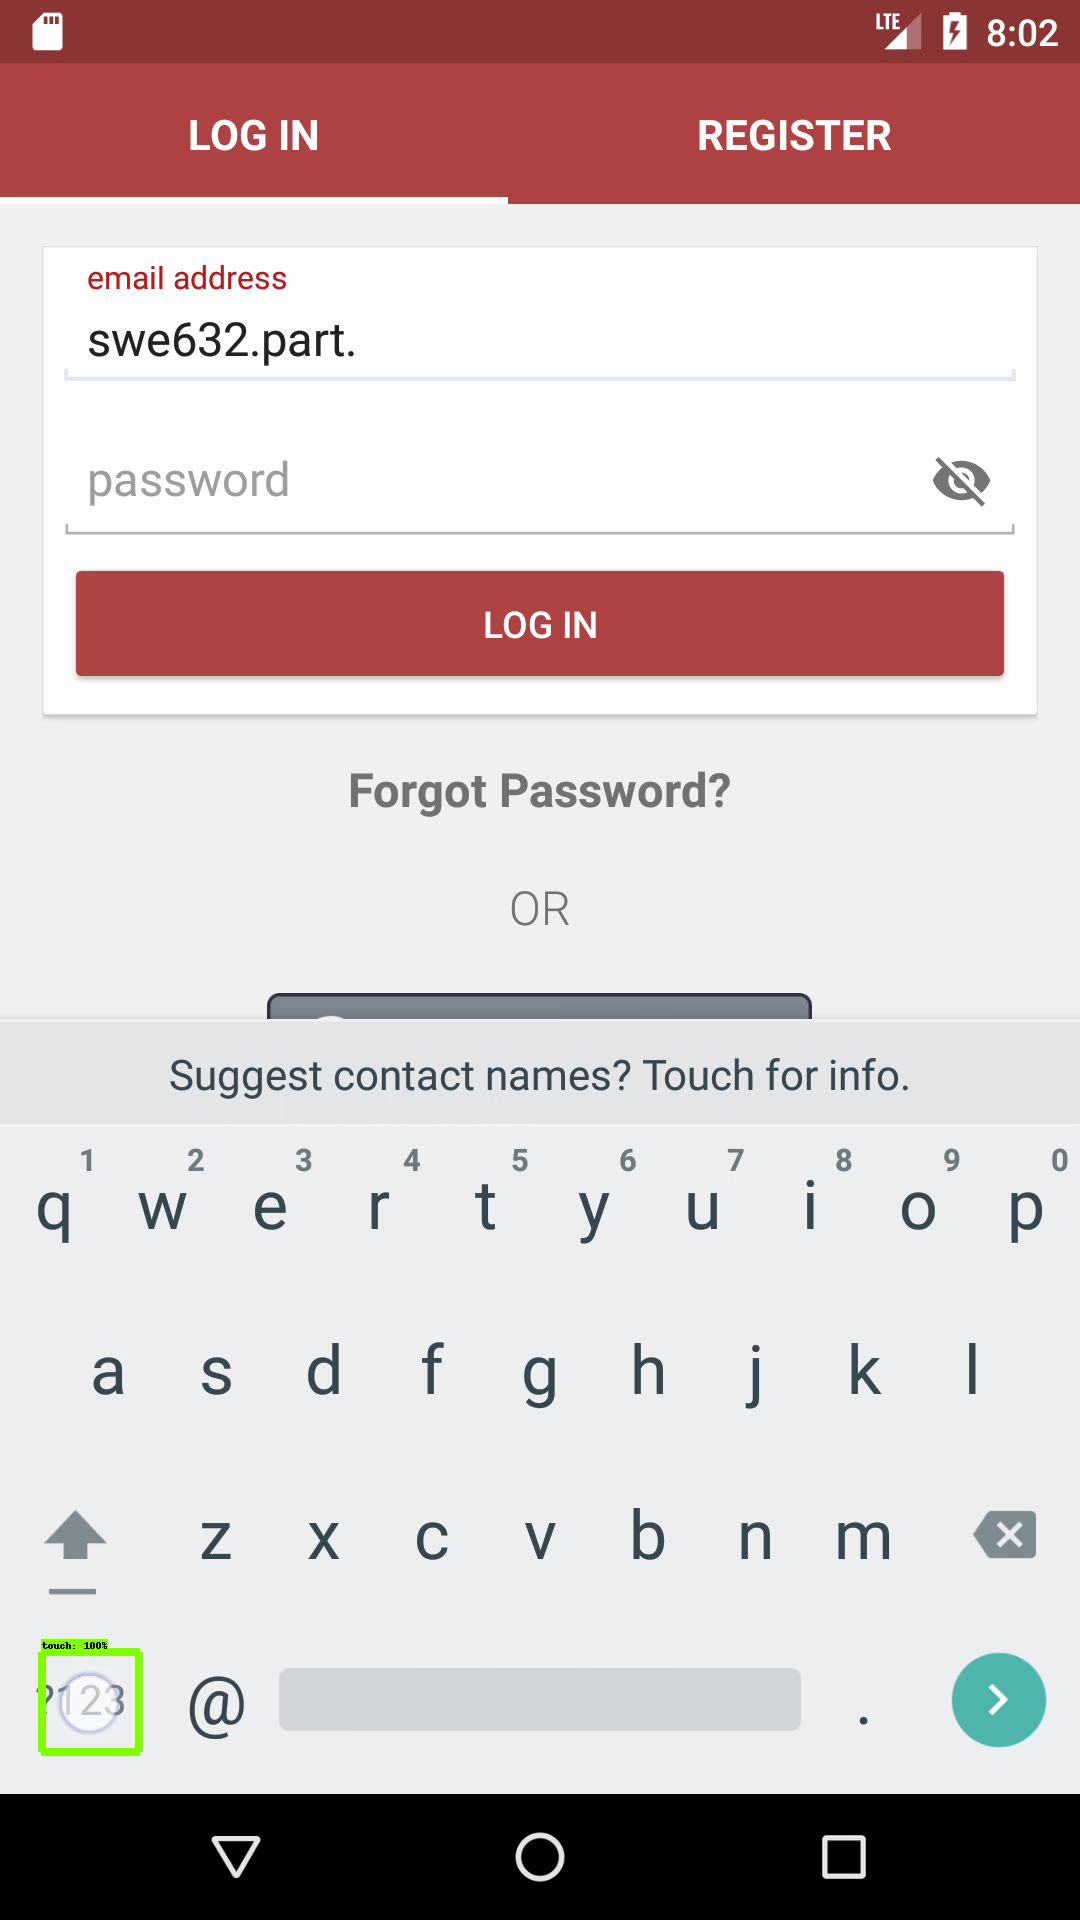 LTE 8:02
LOG IN REGISTER
email address
swe632.part.
password
LOG IN
Forgot Password?
OR
Suggest contact names? Touch for info.
1 2 3 4 5 6 7 8 9 0
q w e r t y u i o p
a s d f g h j k l
z x c v b n m
touch: 100%
?123 @ .